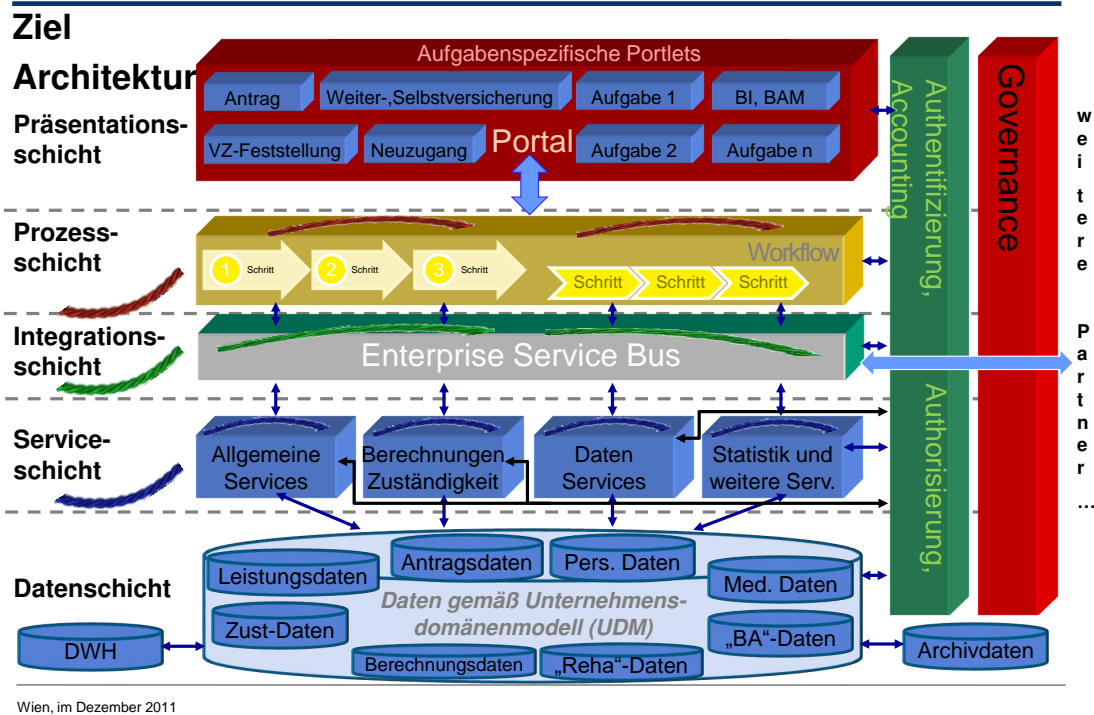 Ziel
Architektur
Aufgabenspezifische Portlets
Antrag
Weiter-,Selbstversicherung
Aufgabe 1
BI, BAM
Präsentations-
schicht
VZ-Feststellung
Neuzugang
Portal
Aufgabe 2
Aufgabe n
Prozess-
schicht
Workflow
1 Schritt
2 Schritt
3 Schritt
Schritt
Schritt
Schritt
Integrations-
schicht
Enterprise Service Bus
Service-
schicht
Allgemeine
Services
Berechnungen
Zuständigkeit
Daten
Services
Statistik und
weitere Serv.
Datenschicht
Leistungsdaten
Antragsdaten
Pers. Daten
Med. Daten
Daten gemäß Unternehmens-
domänenmodell (UDM)
Zust-Daten
„BA“-Daten
Berechnungsdaten
„Reha“-Daten
DWH
Archivdaten
Authentifizierung, Authorisierung,
Accounting
Governance
weitere Partner ...
Wien, im Dezember 2011